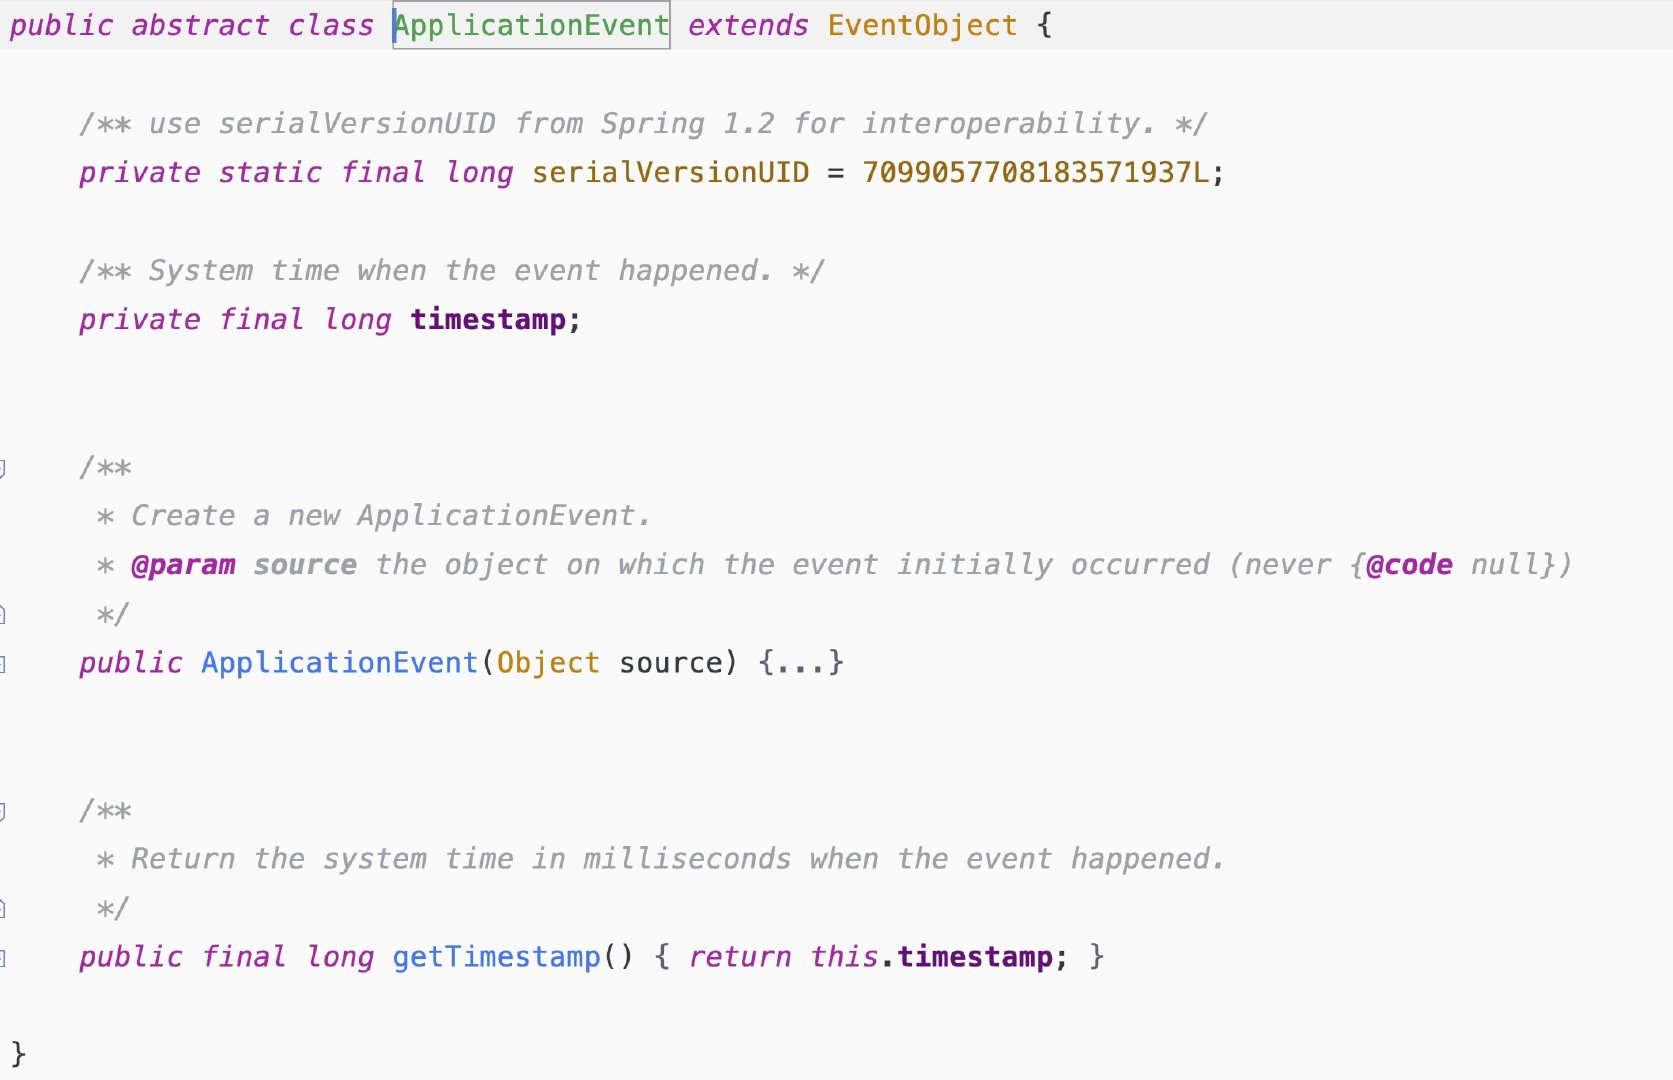 public abstract class ApplicationEvent extends EventObject {
/** use serialVersionUID from Spring 1.2 for interoperability. */
private static final long serialVersionUID = 7099057708183571937L;
/** System time when the event happened. */
private final long timestamp;
/**
* Create a new ApplicationEvent.
* @param source the object on which the event initially occurred (never {@code null})
*/
public ApplicationEvent(Object source) {...}
/**
* Return the system time in milliseconds when the event happened.
*/
public final long getTimestamp() { return this.timestamp; }
}